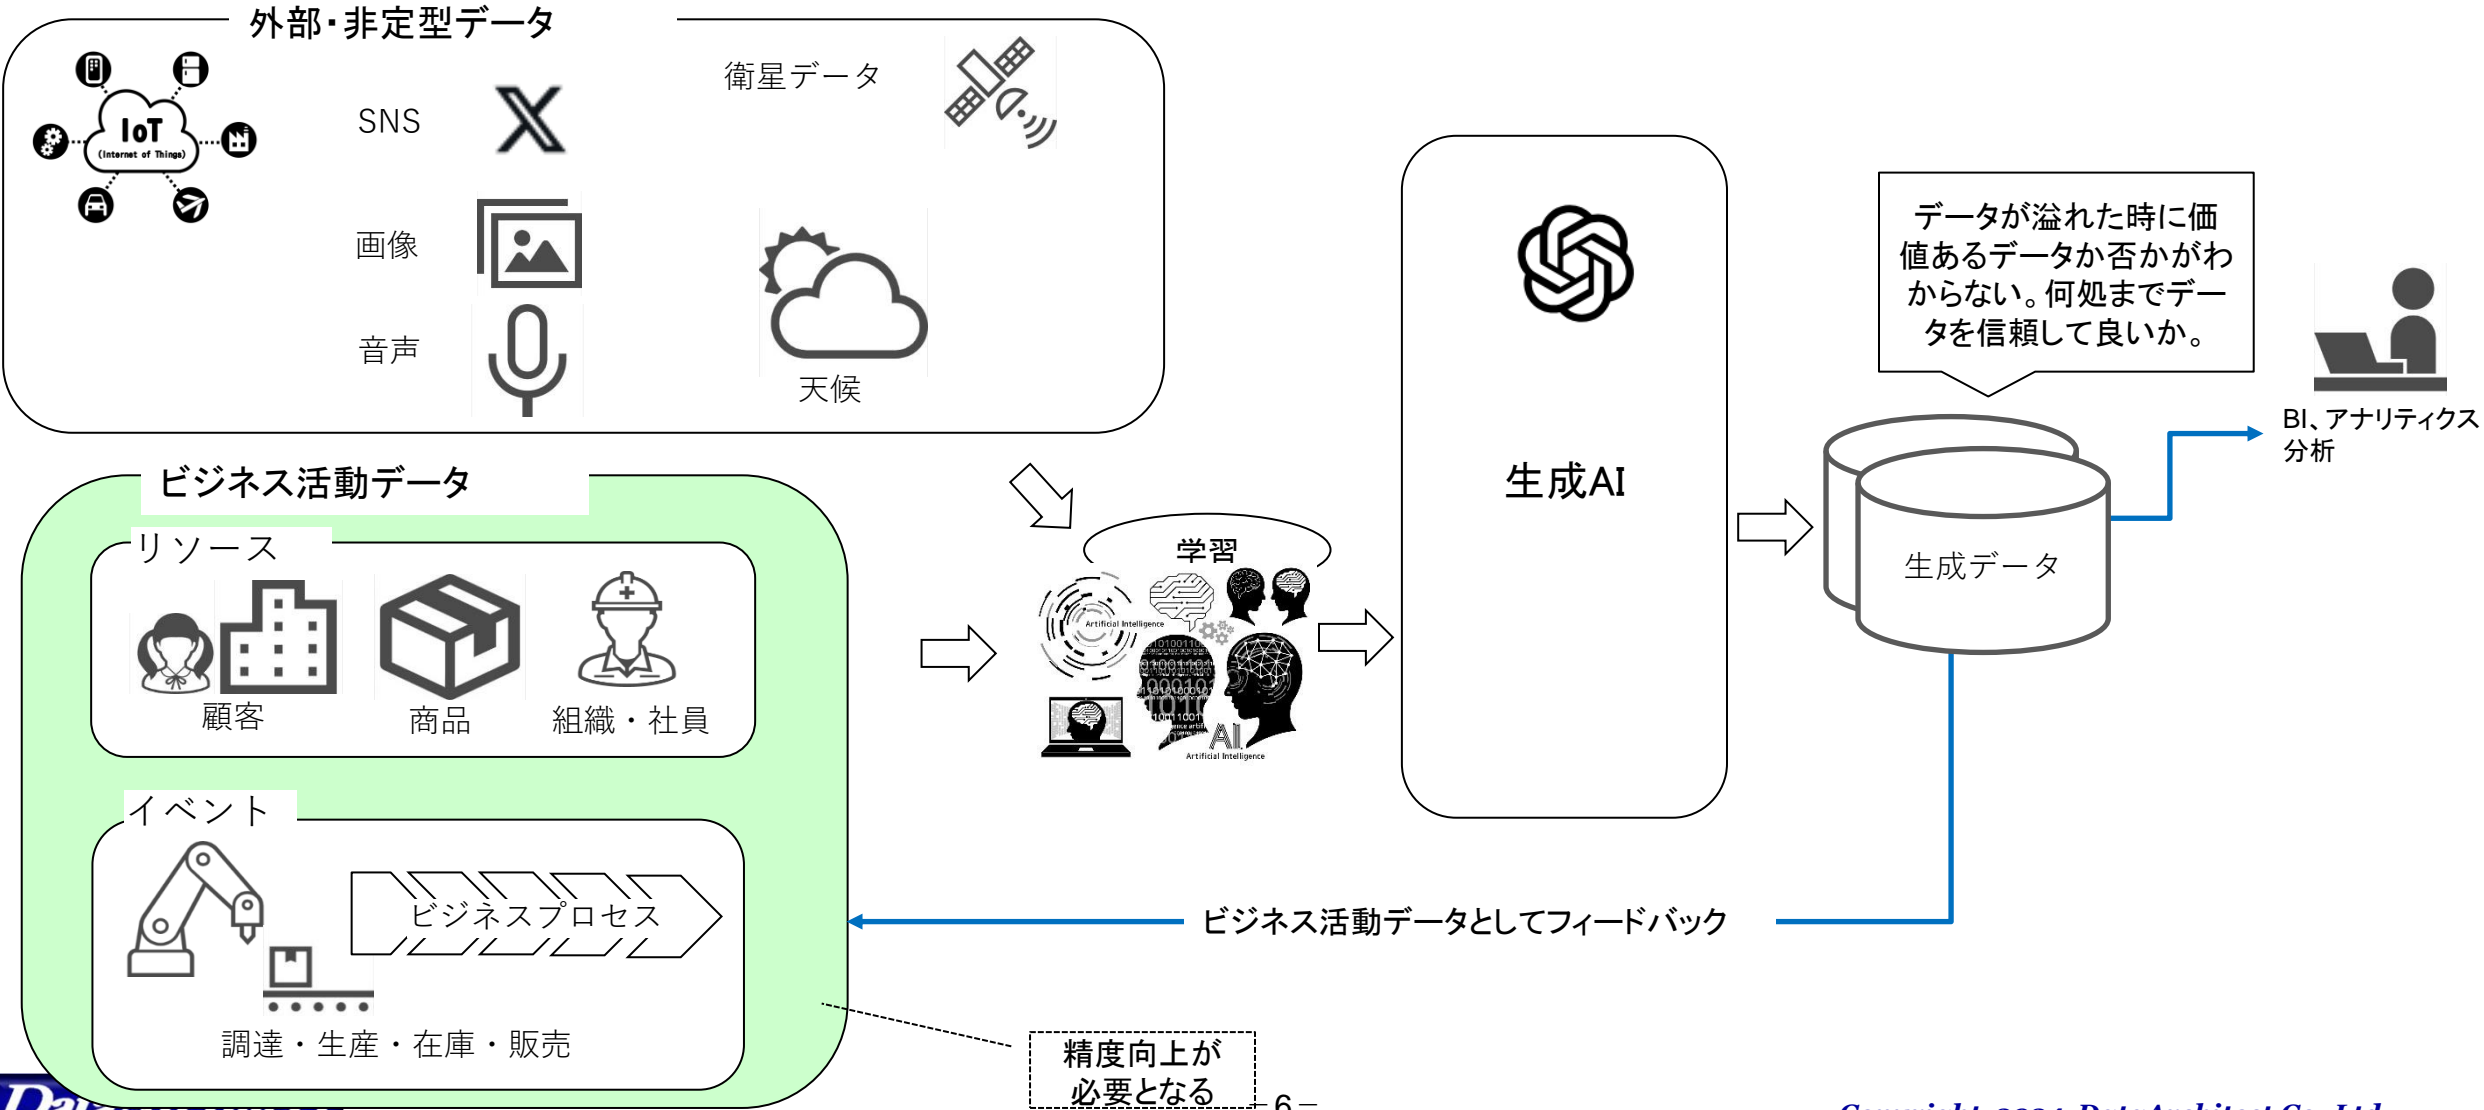 外部・非定型データ
IoT
(Internet of Things)
SNS
画像
音声
衛星データ
天候
ビジネス活動データ
リソース
顧客
商品
組織・社員
イベント
ビジネスプロセス
調達・生産・在庫・販売
学習
Artificial Intelligence
AI
Artificial Intelligence
生成AI
データが溢れた時に価
値あるデータか否かがわ
からない。何処までデー
タを信頼して良いか。
生成データ
BI、アナリティクス
分析
ビジネス活動データとしてフィードバック
精度向上が
必要となる
－6－